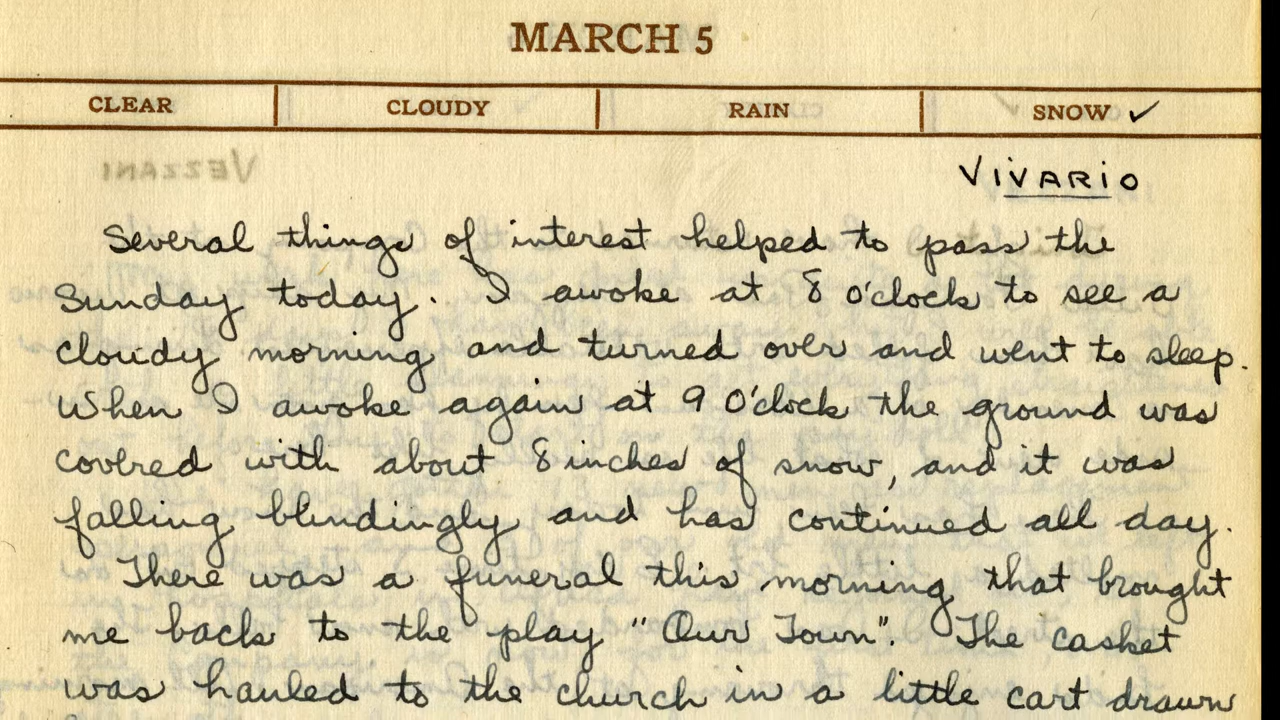 MARCH 5
CLEAR CLOUDY RAIN SNOW ✓
VEZZANI
VIVARIO
Several things of interest helped to pass the
Sunday today. I awoke at 8 o'clock to see a
cloudy morning and turned over and went to sleep.
When I awoke again at 9 o'clock the ground was
covered with about 8 inches of snow, and it was
falling blindingly and has continued all day.
There was a funeral this morning that brought
me back to the play "Our Town". The casket
was hauled to the church in a little cart drawn